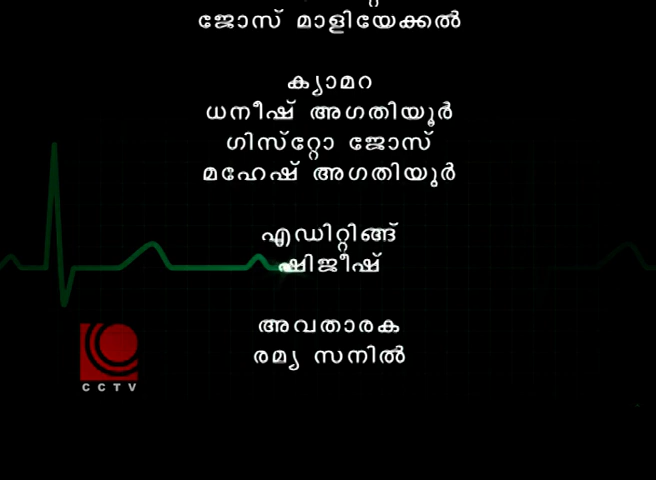 ജോസ് മാളിയേക്കൽ
ക്യാമറ
ധനീഷ് അഗതിയൂർ
ഗിസ്റ്റോ ജോസ്
മഹേഷ് അഗതിയുർ
എഡിറ്റിങ്ങ്
ഷിജീഷ്
അവതാരക
രമ്യ സനിൽ
CCTV